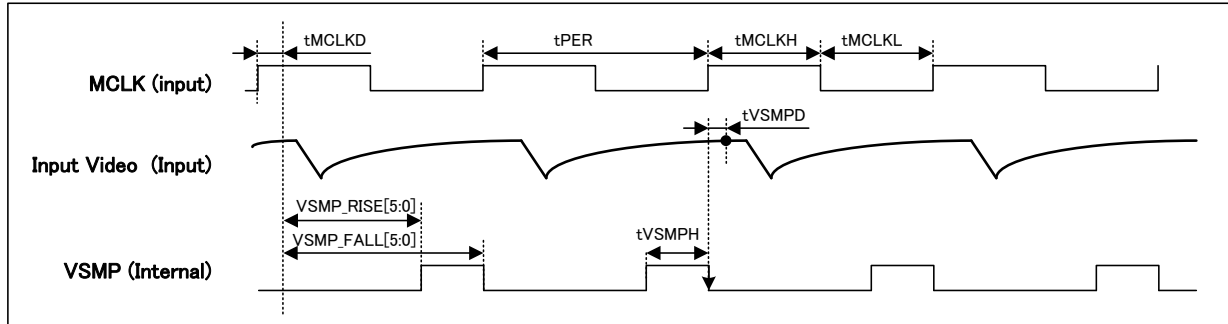 tMCLKD
tPER
tMCLKH
tMCLKL
MCLK (input)
tVSMPD
Input Video (Input)
VSMP_RISE[5:0]
VSMP_FALL[5:0]
tVSMPH
VSMP (Internal)